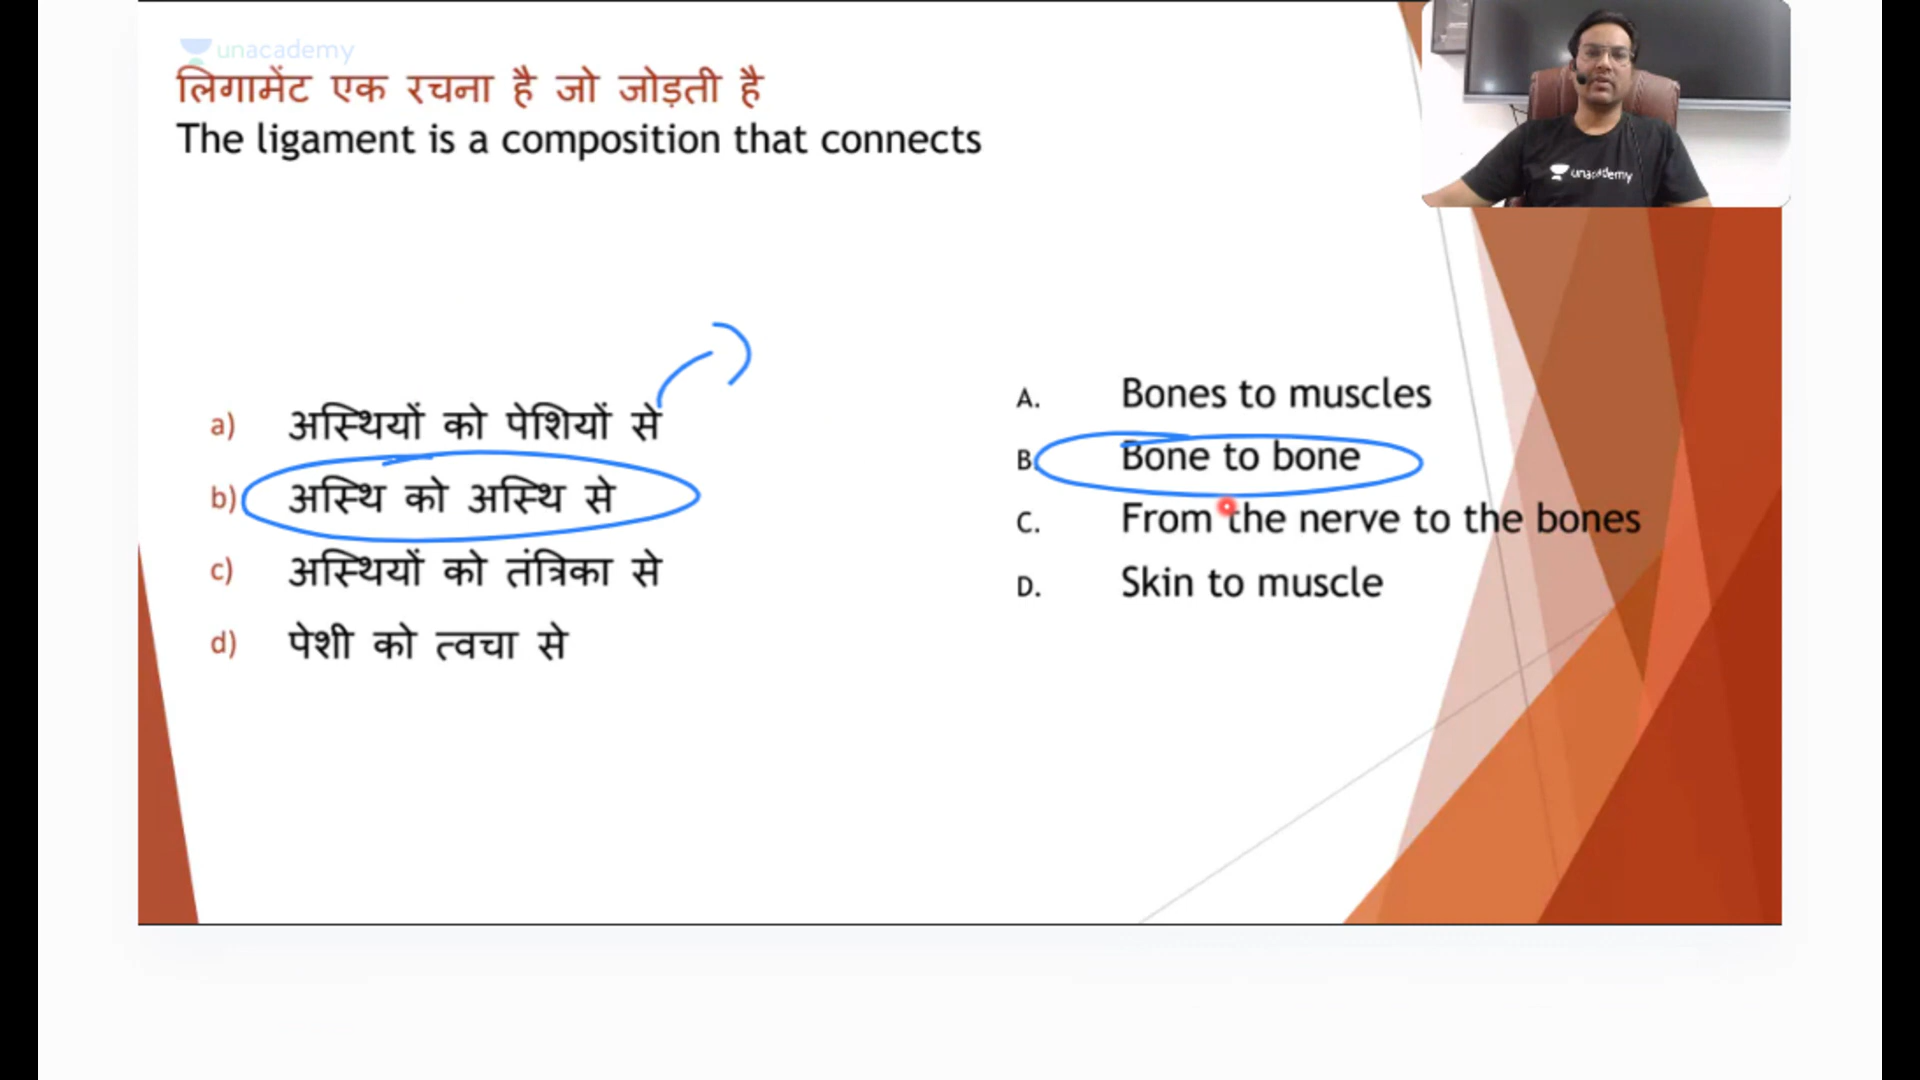 unacademy
लिगामेंट एक रचना है जो जोड़ती है
The ligament is a composition that connects
unacademy
a) अस्थियों को पेशियों से
b) अस्थि को अस्थि से
c) अस्थियों को तंत्रिका से
d) पेशी को त्वचा से
A. Bones to muscles
B. Bone to bone
C. From the nerve to the bones
D. Skin to muscle